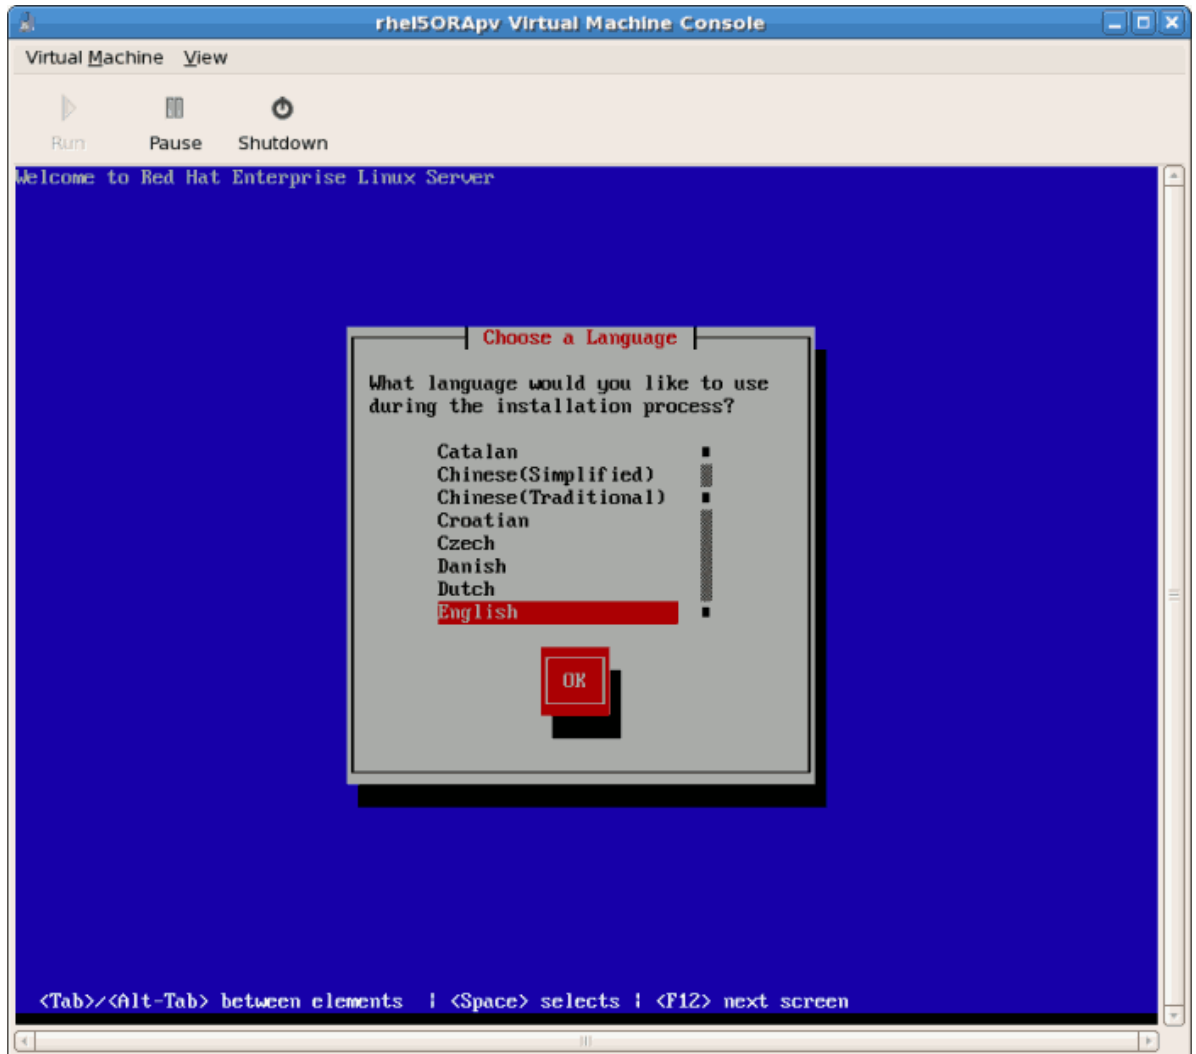 rhel5ORApv Virtual Machine Console
Virtual Machine View
Run Pause Shutdown
Welcome to Red Hat Enterprise Linux Server
Choose a Language
What language would you like to use
during the installation process?
Catalan
Chinese(Simplified)
Chinese(Traditional)
Croatian
Czech
Danish
Dutch
English
OK
<Tab>/<Alt-Tab> between elements | <Space> selects | <F12> next screen